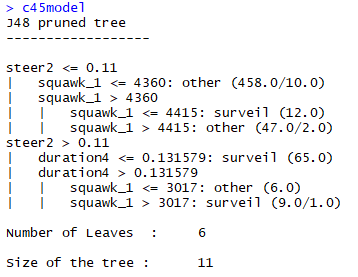 > c45model
J48 pruned tree
------------------
steer2 <= 0.11
|   squawk_1 <= 4360: other (458.0/10.0)
|   squawk_1 > 4360
|   |   squawk_1 <= 4415: surveil (12.0)
|   |   squawk_1 > 4415: other (47.0/2.0)
steer2 > 0.11
|   duration4 <= 0.131579: surveil (65.0)
|   duration4 > 0.131579
|   |   squawk_1 <= 3017: other (6.0)
|   |   squawk_1 > 3017: surveil (9.0/1.0)
Number of Leaves  :     6
Size of the tree :      11